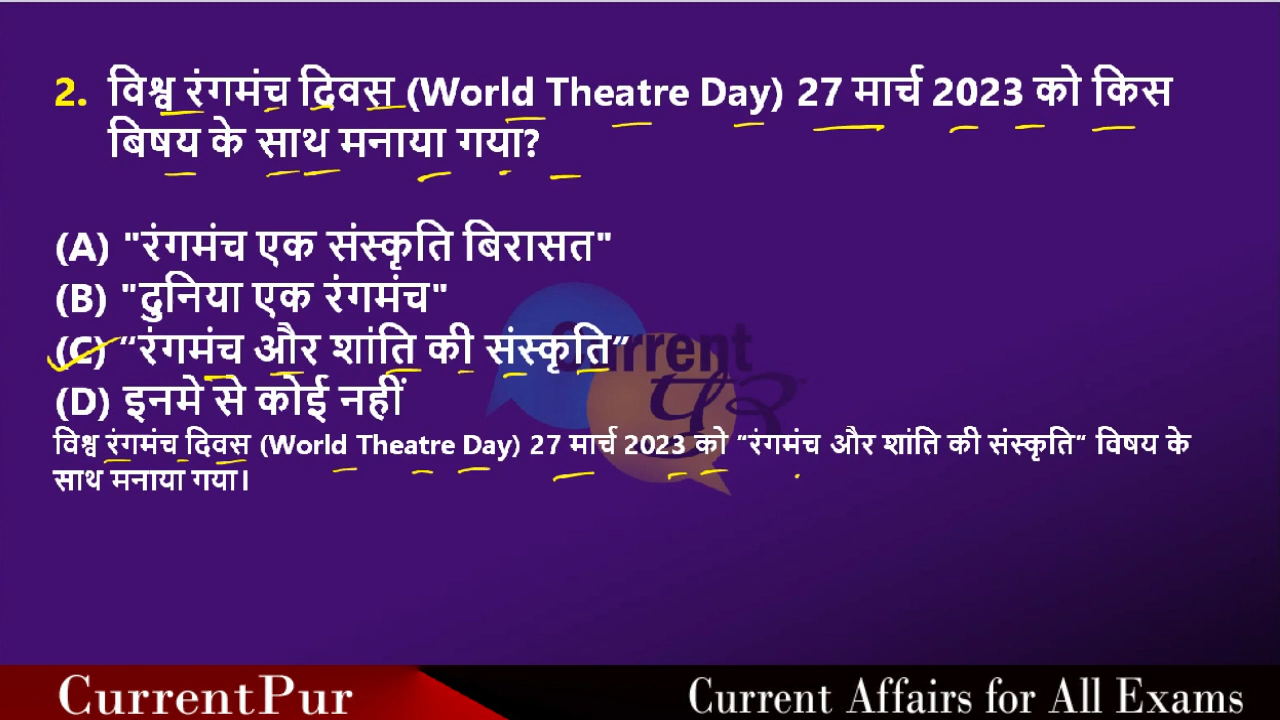 2. विश्व रंगमंच दिवस (World Theatre Day) 27 मार्च 2023 को किस
बिषय के साथ मनाया गया?
(A) "रंगमंच एक संस्कृति बिरासत"
(B) "दुनिया एक रंगमंच"
(C) “रंगमंच और शांति की संस्कृति”
(D) इनमे से कोई नहीं
विश्व रंगमंच दिवस (World Theatre Day) 27 मार्च 2023 को “रंगमंच और शांति की संस्कृति” विषय के
साथ मनाया गया।
Current
पुर
CurrentPur
Current Affairs for All Exams